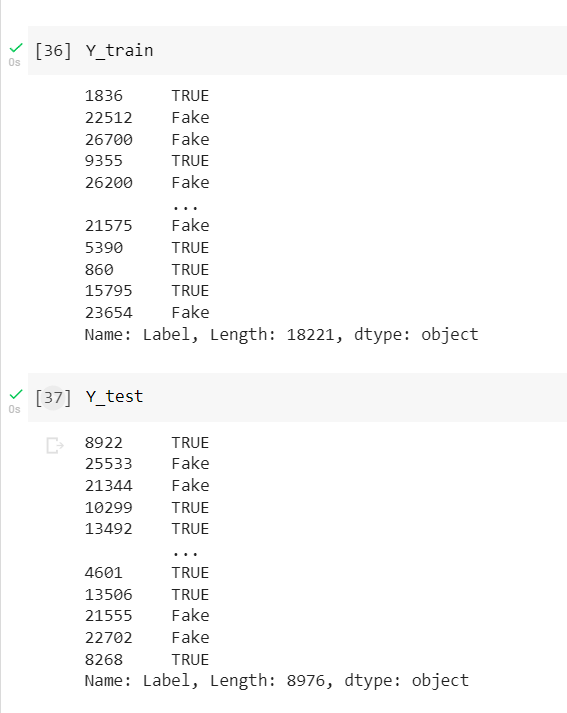 [36] Y_train
0s
1836 TRUE
22512 Fake
26700 Fake
9355 TRUE
26200 Fake
...
21575 Fake
5390 TRUE
860 TRUE
15795 TRUE
23654 Fake
Name: Label, Length: 18221, dtype: object
[37] Y_test
0s
8922 TRUE
25533 Fake
21344 Fake
10299 TRUE
13492 TRUE
...
4601 TRUE
13506 TRUE
21555 Fake
22702 Fake
8268 TRUE
Name: Label, Length: 8976, dtype: object